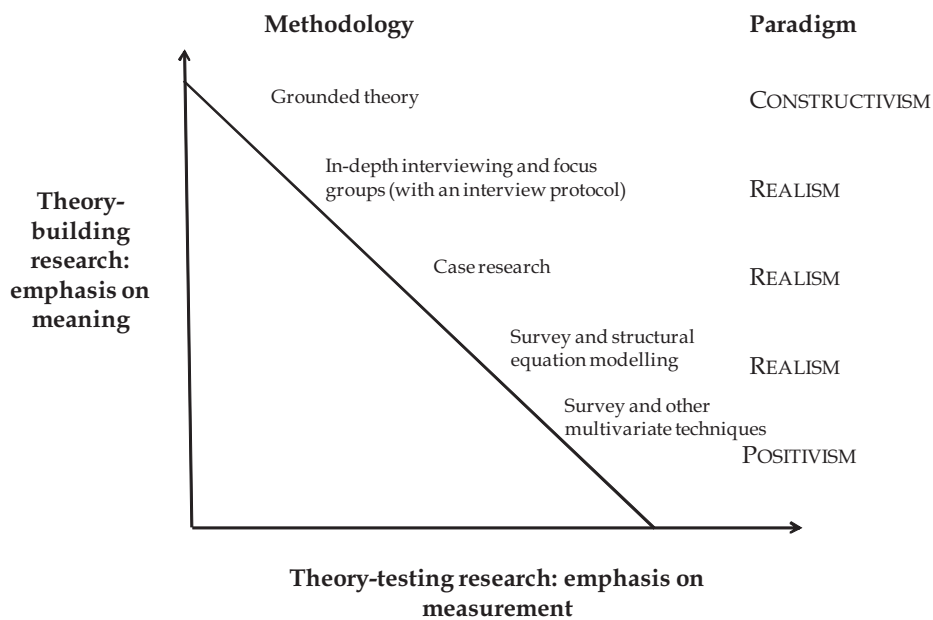 Methodology
Paradigm
Grounded theory
CONSTRUCTIVISM
In-depth interviewing and focus
groups (with an interview protocol)
REALISM
Theory-
building
research:
emphasis on
meaning
Case research
REALISM
Survey and structural
equation modelling
REALISM
Survey and other
multivariate techniques
POSITIVISM
Theory-testing research: emphasis on
measurement